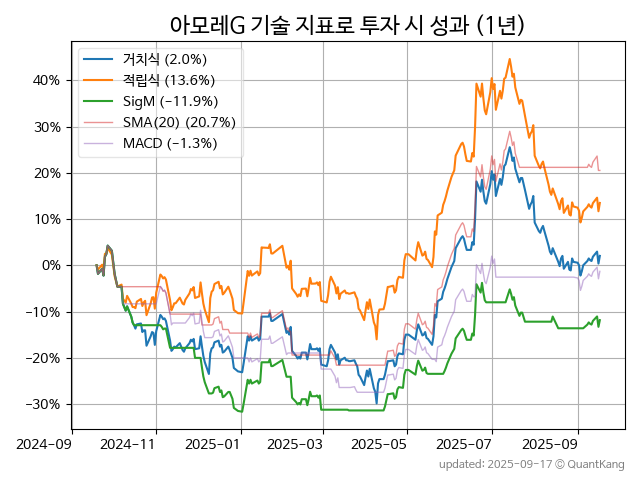 아모레G 기술 지표로 투자 시 성과 (1년)
거치식 (2.0%)
적립식 (13.6%)
SigM (−11.9%)
SMA(20) (20.7%)
MACD (−1.3%)
40%
30%
20%
10%
0%
−10%
−20%
−30%
2024-09 2024-11 2025-01 2025-03 2025-05 2025-07 2025-09
updated: 2025-09-17 © QuantKang